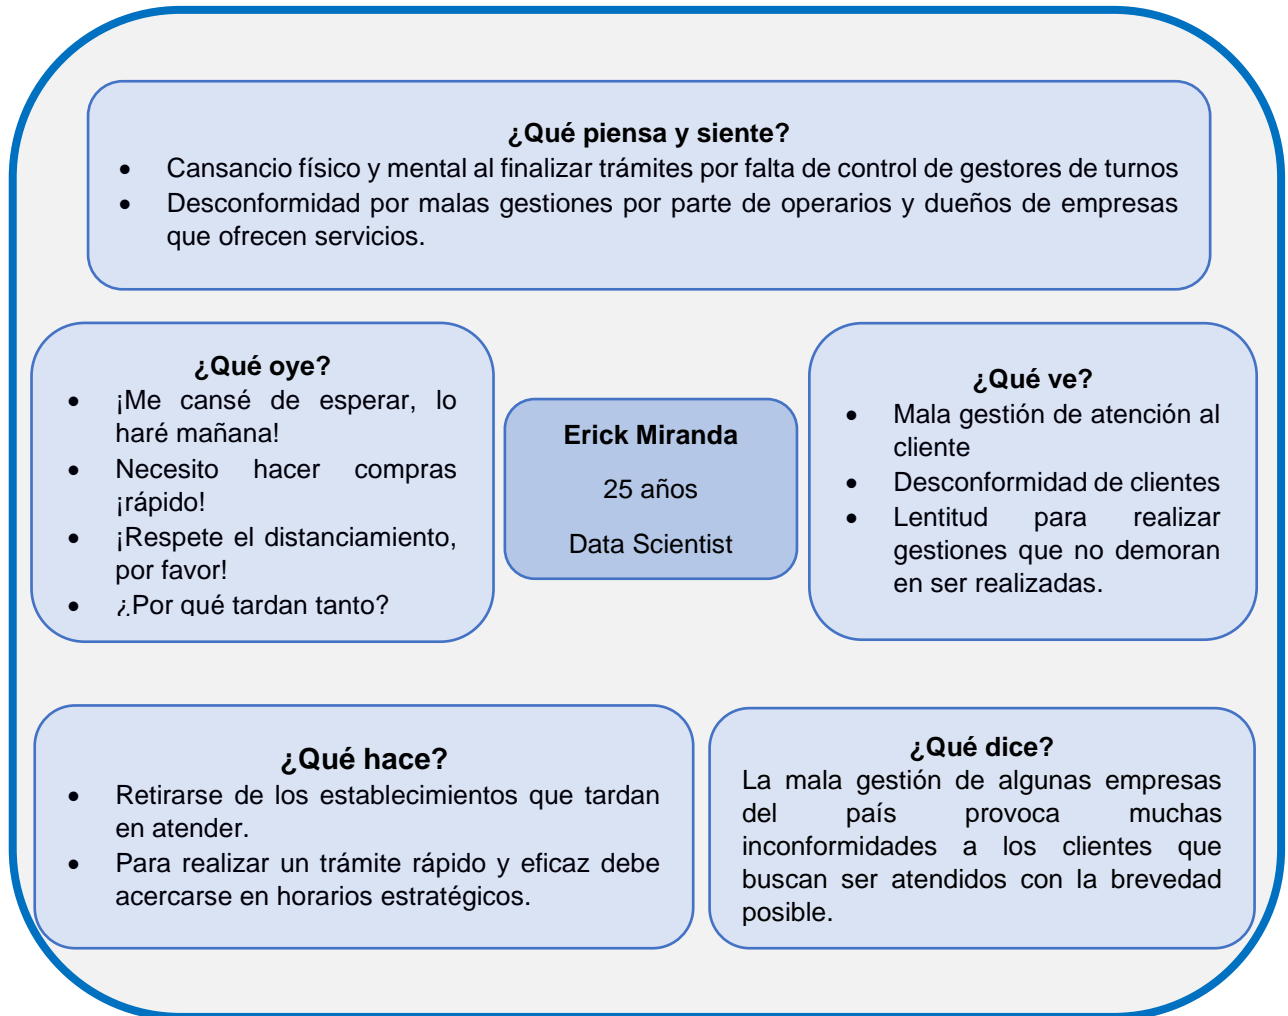 ¿Qué piensa y siente?
• Cansancio físico y mental al finalizar trámites por falta de control de gestores de turnos
• Desconformidad por malas gestiones por parte de operarios y dueños de empresas
que ofrecen servicios.
¿Qué oye?
• ¡Me cansé de esperar, lo
haré mañana!
• Necesito hacer compras
¡rápido!
• ¡Respete el distanciamiento,
por favor!
• ¿Por qué tardan tanto?
Erick Miranda
25 años
Data Scientist
¿Qué ve?
• Mala gestión de atención al
cliente
• Desconformidad de clientes
• Lentitud para realizar
gestiones que no demoran
en ser realizadas.
¿Qué hace?
• Retirarse de los establecimientos que tardan
en atender.
• Para realizar un trámite rápido y eficaz debe
acercarse en horarios estratégicos.
¿Qué dice?
La mala gestión de algunas empresas
del país provoca muchas
inconformidades a los clientes que
buscan ser atendidos con la brevedad
posible.